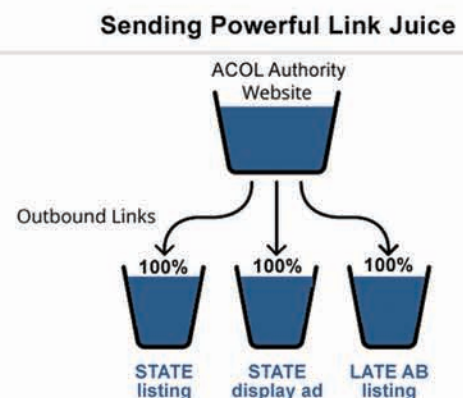 Sending Powerful Link Juice
ACOL Authority
Website
Outbound Links
100% 100% 100%
STATE STATE LATE AB
listing display ad listing